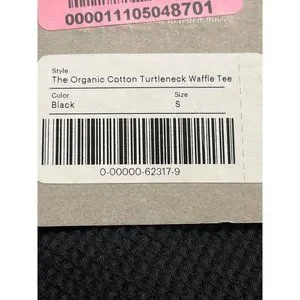 000011105048701
Style
The Organic Cotton Turtleneck Waffle Tee
Color Size
Black S
0-00000-62317-9